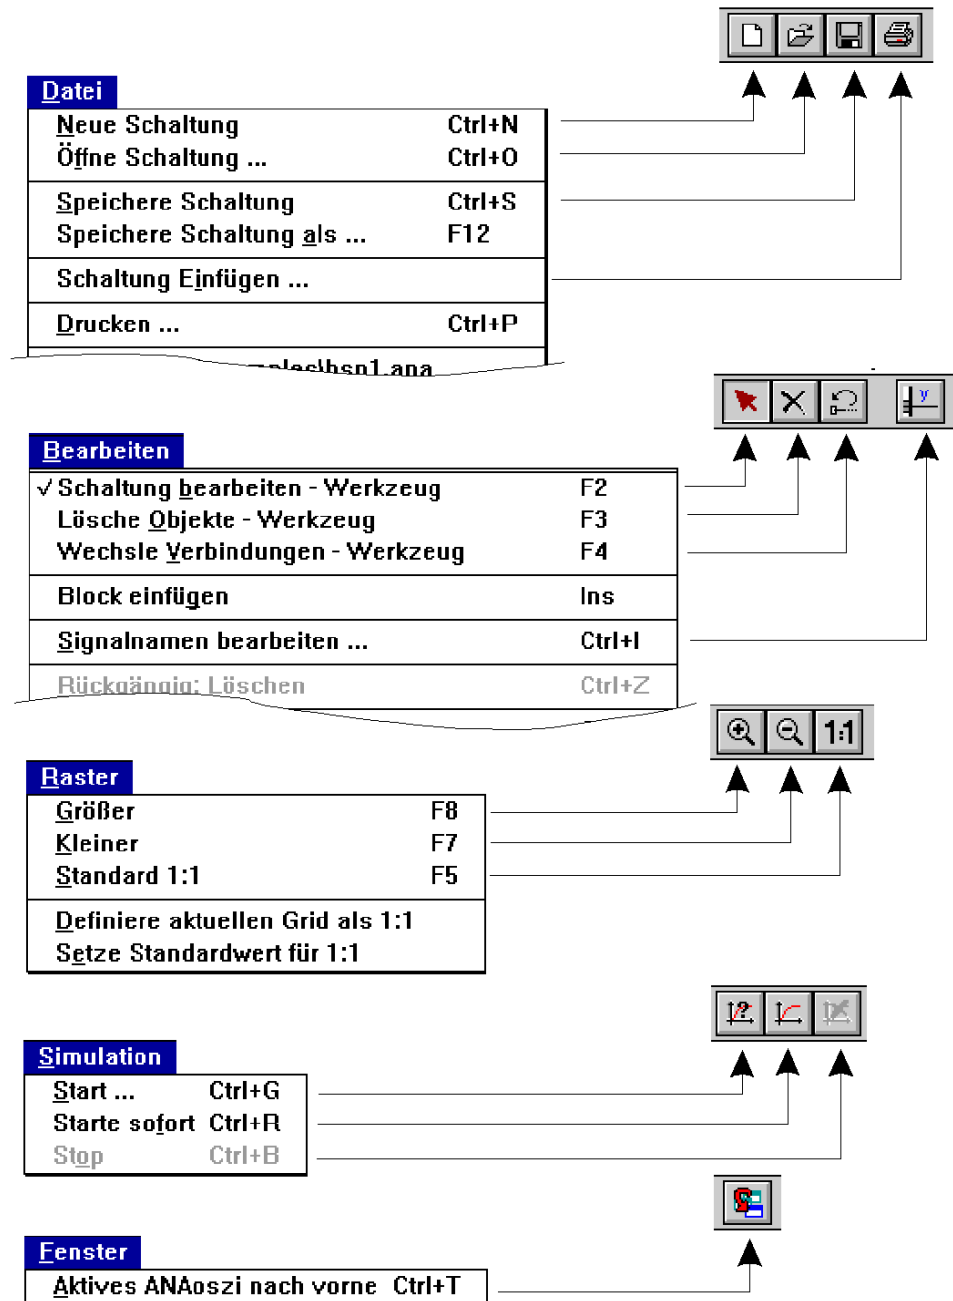 Datei
Neue Schaltung Ctrl+N
Öffne Schaltung ... Ctrl+O
Speichere Schaltung Ctrl+S
Speichere Schaltung als ... F12
Schaltung Einfügen ...
Drucken ... Ctrl+P
\bsp1.ana
Bearbeiten
√ Schaltung bearbeiten - Werkzeug F2
Lösche Objekte - Werkzeug F3
Wechsle Verbindungen - Werkzeug F4
Block einfügen Ins
Signalnamen bearbeiten ... Ctrl+I
Rückgängig: Löschen Ctrl+Z
y
1:1
Raster
Größer F8
Kleiner F7
Standard 1:1 F5
Definiere aktuellen Grid als 1:1
Setze Standardwert für 1:1
?
Simulation
Start ... Ctrl+G
Starte sofort Ctrl+R
Stop Ctrl+B
Fenster
Aktives ANAoszi nach vorne Ctrl+T